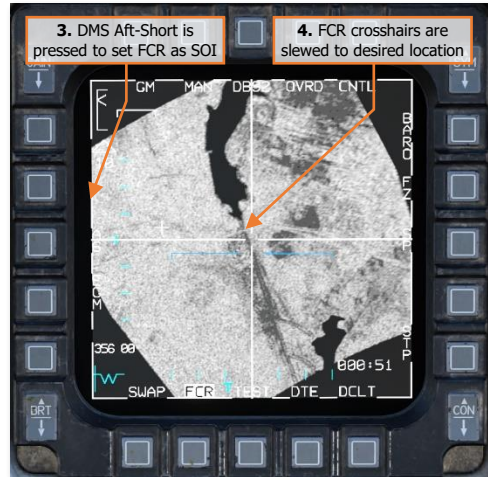 3. DMS Aft-Short is
pressed to set FCR as SOI
4. FCR crosshairs are
slewed to desired location
GM MAN DBS2 OVRD CNTL
BARO
FZ
STP
356 00°
000:51
SWAP FCR TEST DTE DCLT
BRT
CON